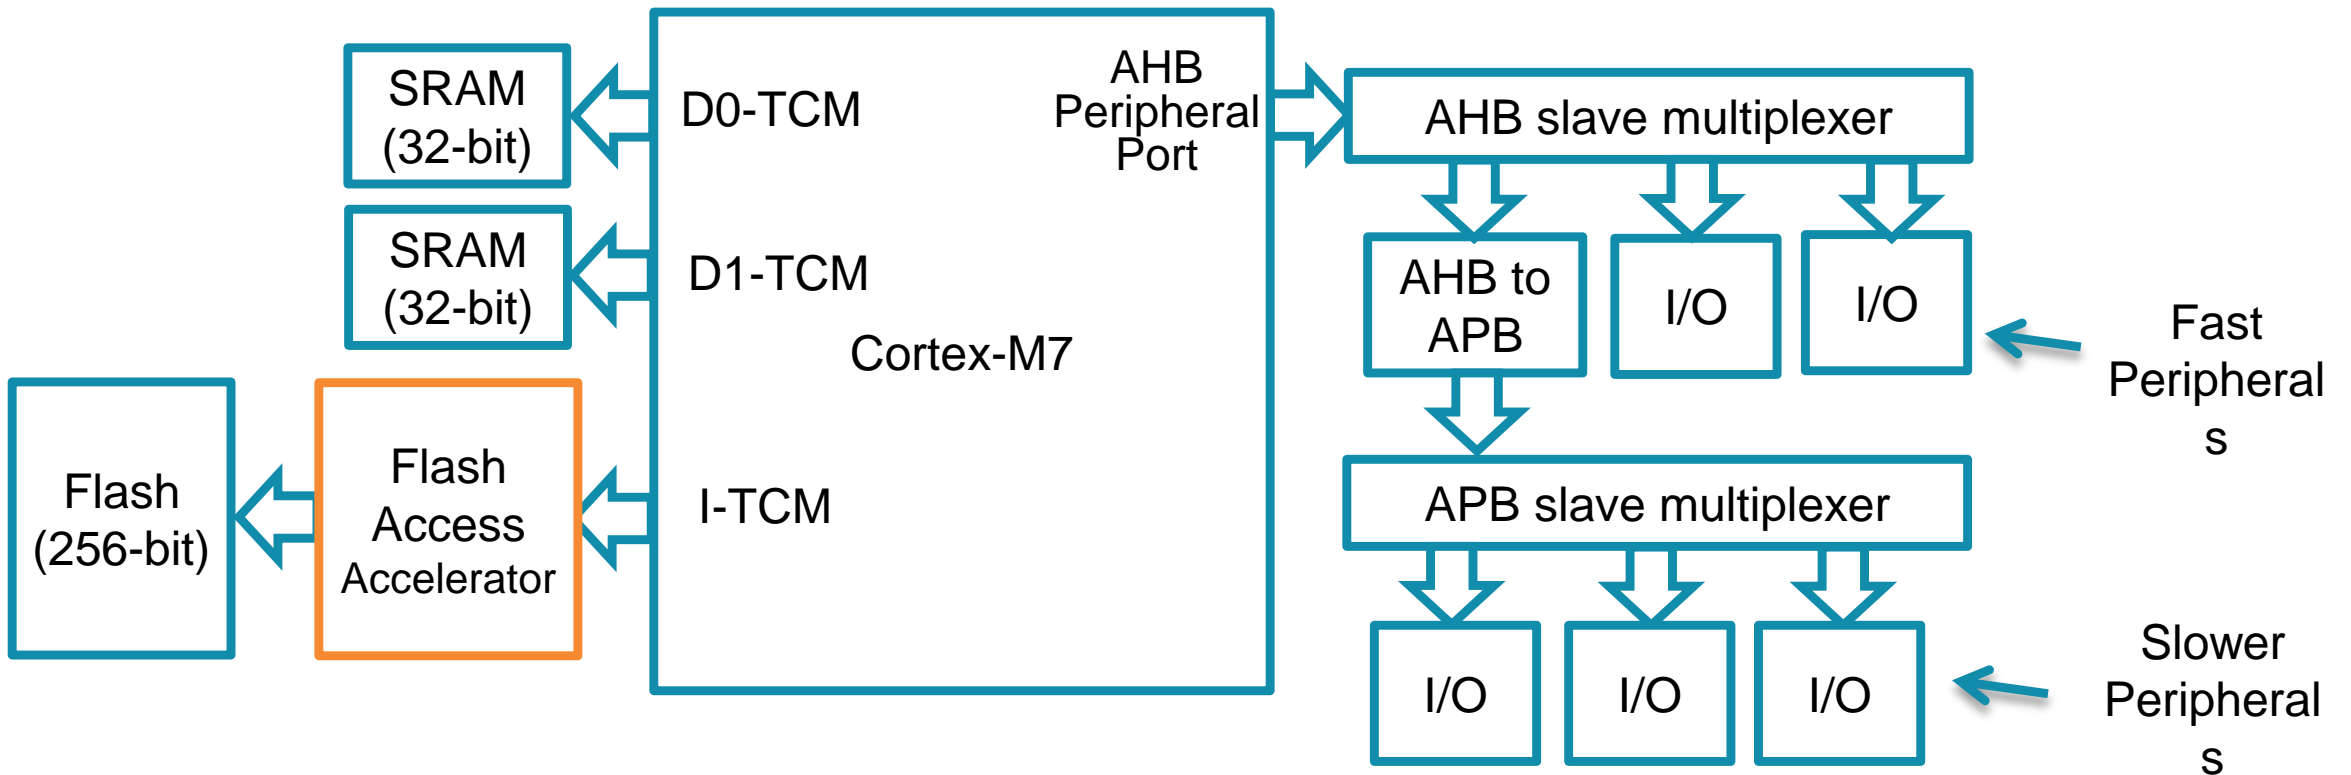 SRAM
(32-bit)
SRAM
(32-bit)
Flash
(256-bit)
Flash
Access
Accelerator
D0-TCM
D1-TCM
I-TCM
Cortex-M7
AHB
Peripheral
Port
AHB slave multiplexer
AHB to
APB
I/O
I/O
Fast
Peripheral
s
APB slave multiplexer
I/O
I/O
I/O
Slower
Peripheral
s